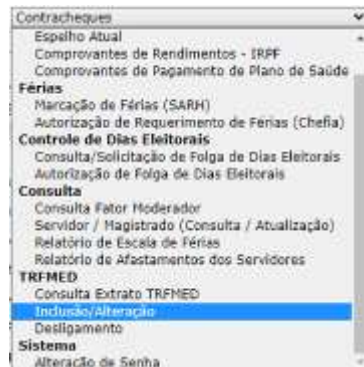 Contracheques
Espelho Atual
Comprovantes de Rendimentos - IRPF
Comprovantes de Pagamento de Plano de Saúde
Férias
Marcação de Férias (SARH)
Autorização de Requerimento de Ferias (Chefia)
Controle de Dias Eleitorais
Consulta/Solicitação de Folga de Dias Eleitorais
Autorização de Folga de Dias Eleitorais
Consulta
Consulta Fator Moderador
Servidor / Magistrado (Consulta / Atualização)
Relatório de Escala de Férias
Relatório de Afastamentos dos Servidores
TRFMED
Consulta Extrato TRFMED
Inclusão/Alteração
Desligamento
Sistema
Alteração de Senha